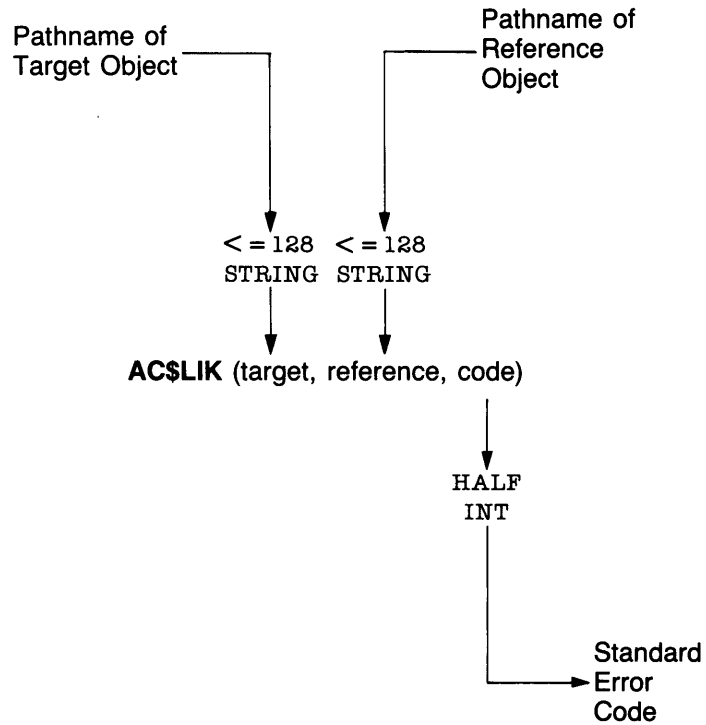 Pathname of
Target Object
Pathname of
Reference
Object
<=128 <=128
STRING STRING
AC$LIK (target, reference, code)
HALF
INT
Standard
Error
Code